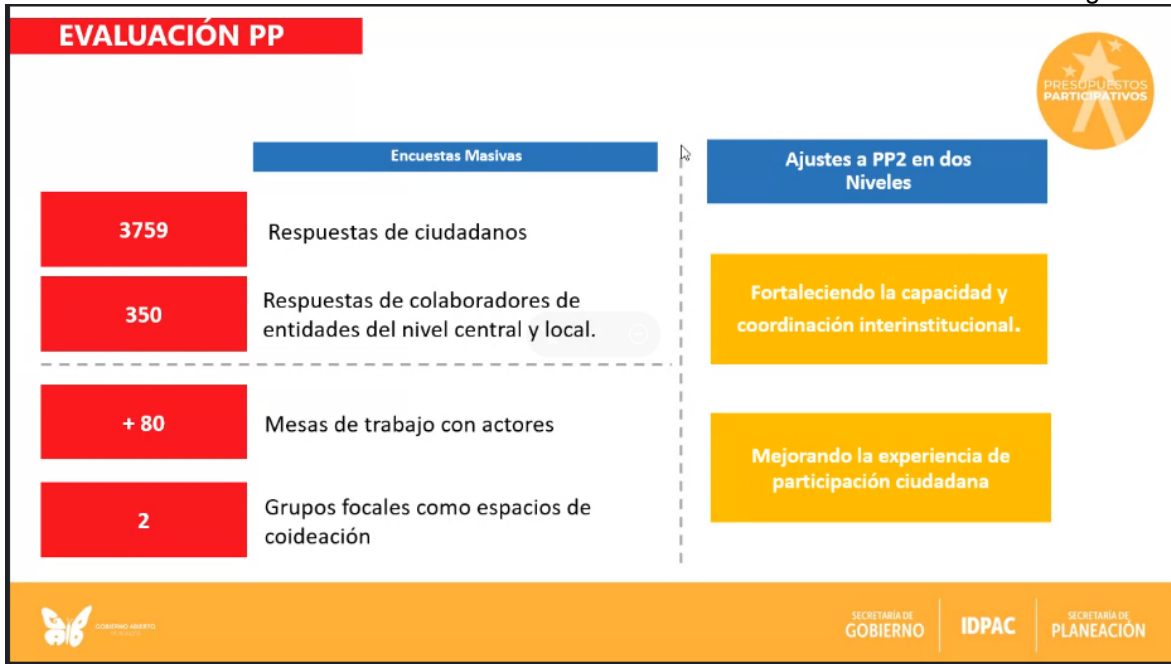 EVALUACIÓN PP
PRESUPUESTOS
PARTICIPATIVOS
Encuestas Masivas
3759
Respuestas de ciudadanos
350
Respuestas de colaboradores de
entidades del nivel central y local.
+ 80
Mesas de trabajo con actores
2
Grupos focales como espacios de
coideación
Ajustes a PP2 en dos
Niveles
Fortaleciendo la capacidad y
coordinación interinstitucional.
Mejorando la experiencia de
participación ciudadana
GOBIERNO ABIERTO
SECRETARÍA DE
GOBIERNO
IDPAC
SECRETARÍA DE
PLANEACIÓN